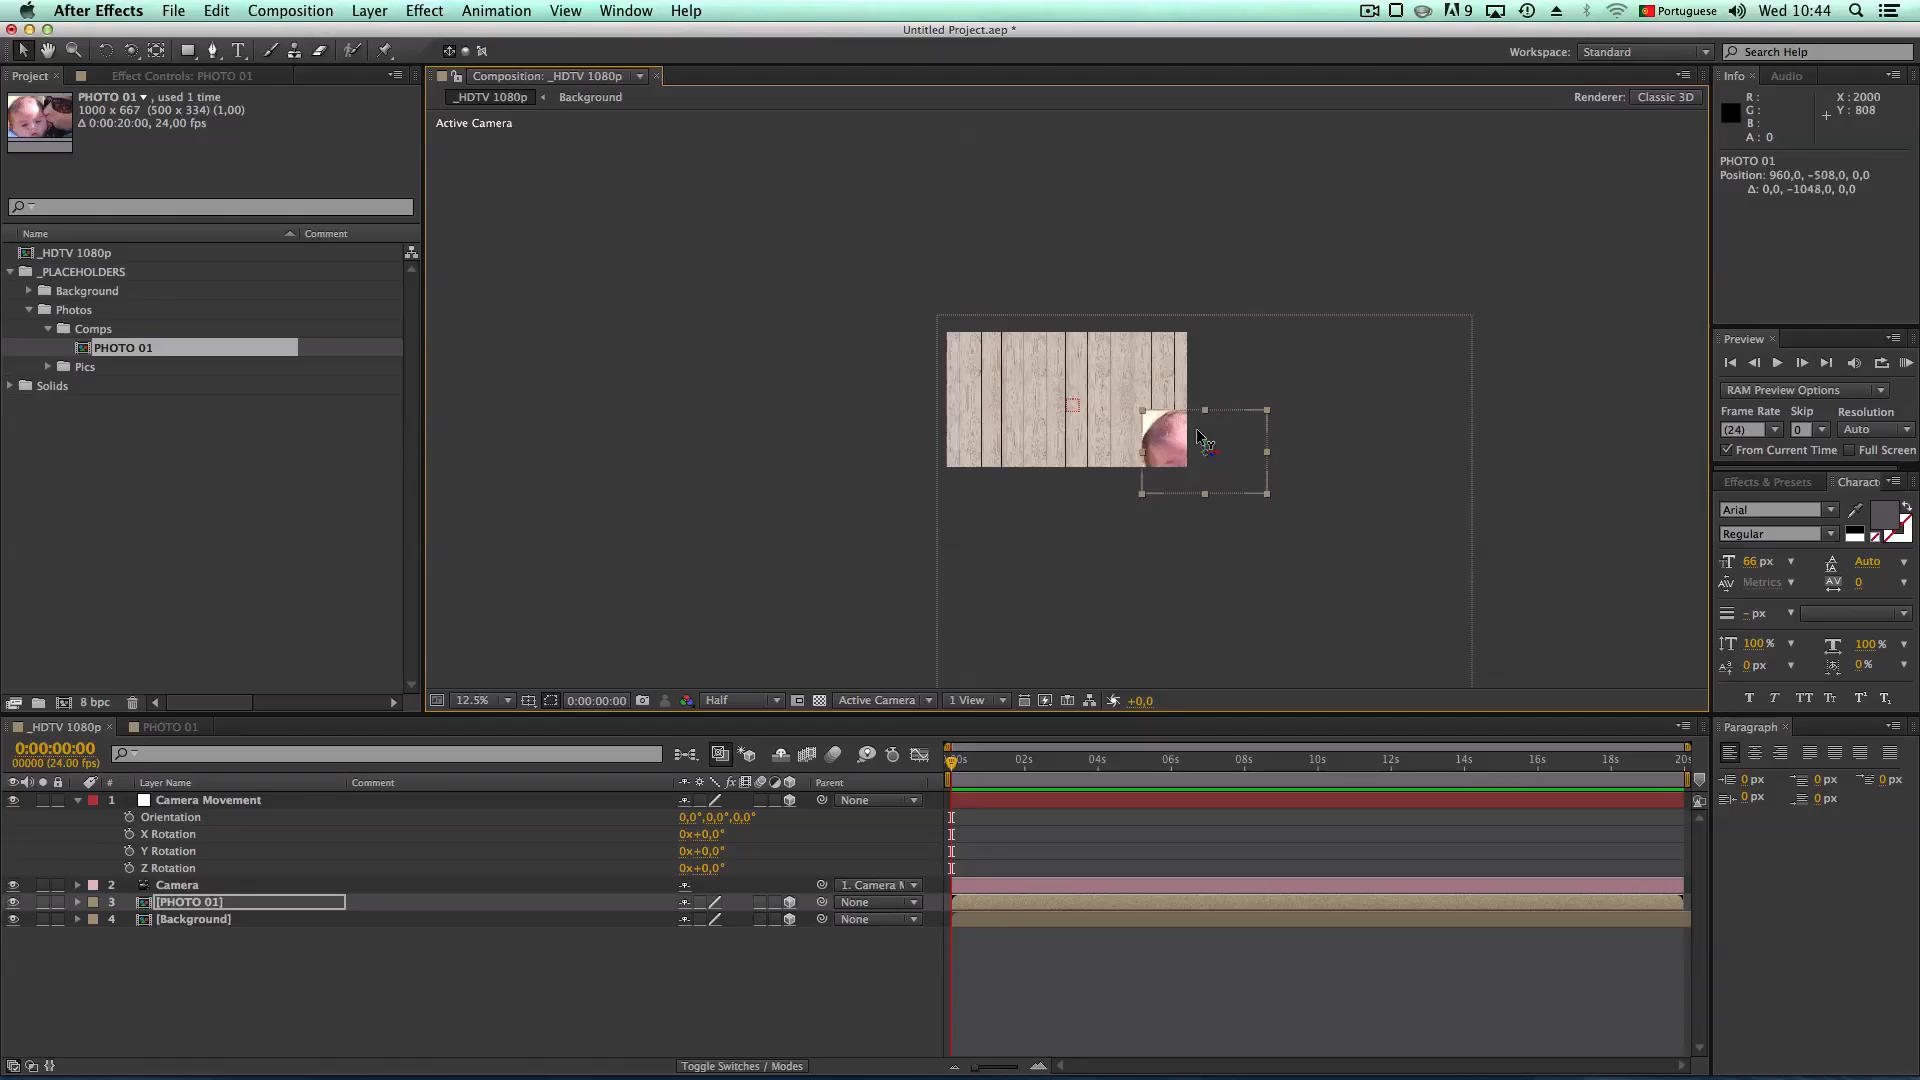 After Effects File Edit Composition Layer Effect Animation View Window Help 9 Portuguese Wed 10:44
Untitled Project.aep *
Workspace: Standard Search Help
Project Effect Controls: PHOTO 01
PHOTO 01 , used 1 time
1000 x 667 (500 x 334) (1,00)
Δ 0:00:20:00, 24,00 fps
Name Comment
_HDTV 1080p
_PLACEHOLDERS
Background
Photos
Comps
PHOTO 01
Pics
Solids
8 bpc
Composition: _HDTV 1080p
_HDTV 1080p Background
Renderer: Classic 3D
Active Camera
12.5% 0:00:00:00 Half Active Camera 1 View +0,0
Info Audio
R : X : 2000
G : Y : 808
B :
A : 0
PHOTO 01
Position: 960,0, -508,0, 0,0
Δ: 0,0, -1048,0, 0,0
Preview
RAM Preview Options
Frame Rate Skip Resolution
(24) 0 Auto
From Current Time Full Screen
Effects & Presets Charact
Arial
Regular
66 px Auto
Metrics 0
- px
100 % 100 %
0 px 0 %
T T TT Tr T¹ T₁
Paragraph
0 px 0 px 0 px
0 px 0 px
_HDTV 1080p PHOTO 01
0:00:00:00
00000 (24.00 fps)
# Layer Name Comment Parent
00s 02s 04s 06s 08s 10s 12s 14s 16s 18s 20s
1 Camera Movement None
Orientation 0,0°,0,0°,0,0°
X Rotation 0x+0,0°
Y Rotation 0x+0,0°
Z Rotation 0x+0,0°
2 Camera 1. Camera M
3 [PHOTO 01] None
4 [Background] None
Toggle Switches / Modes